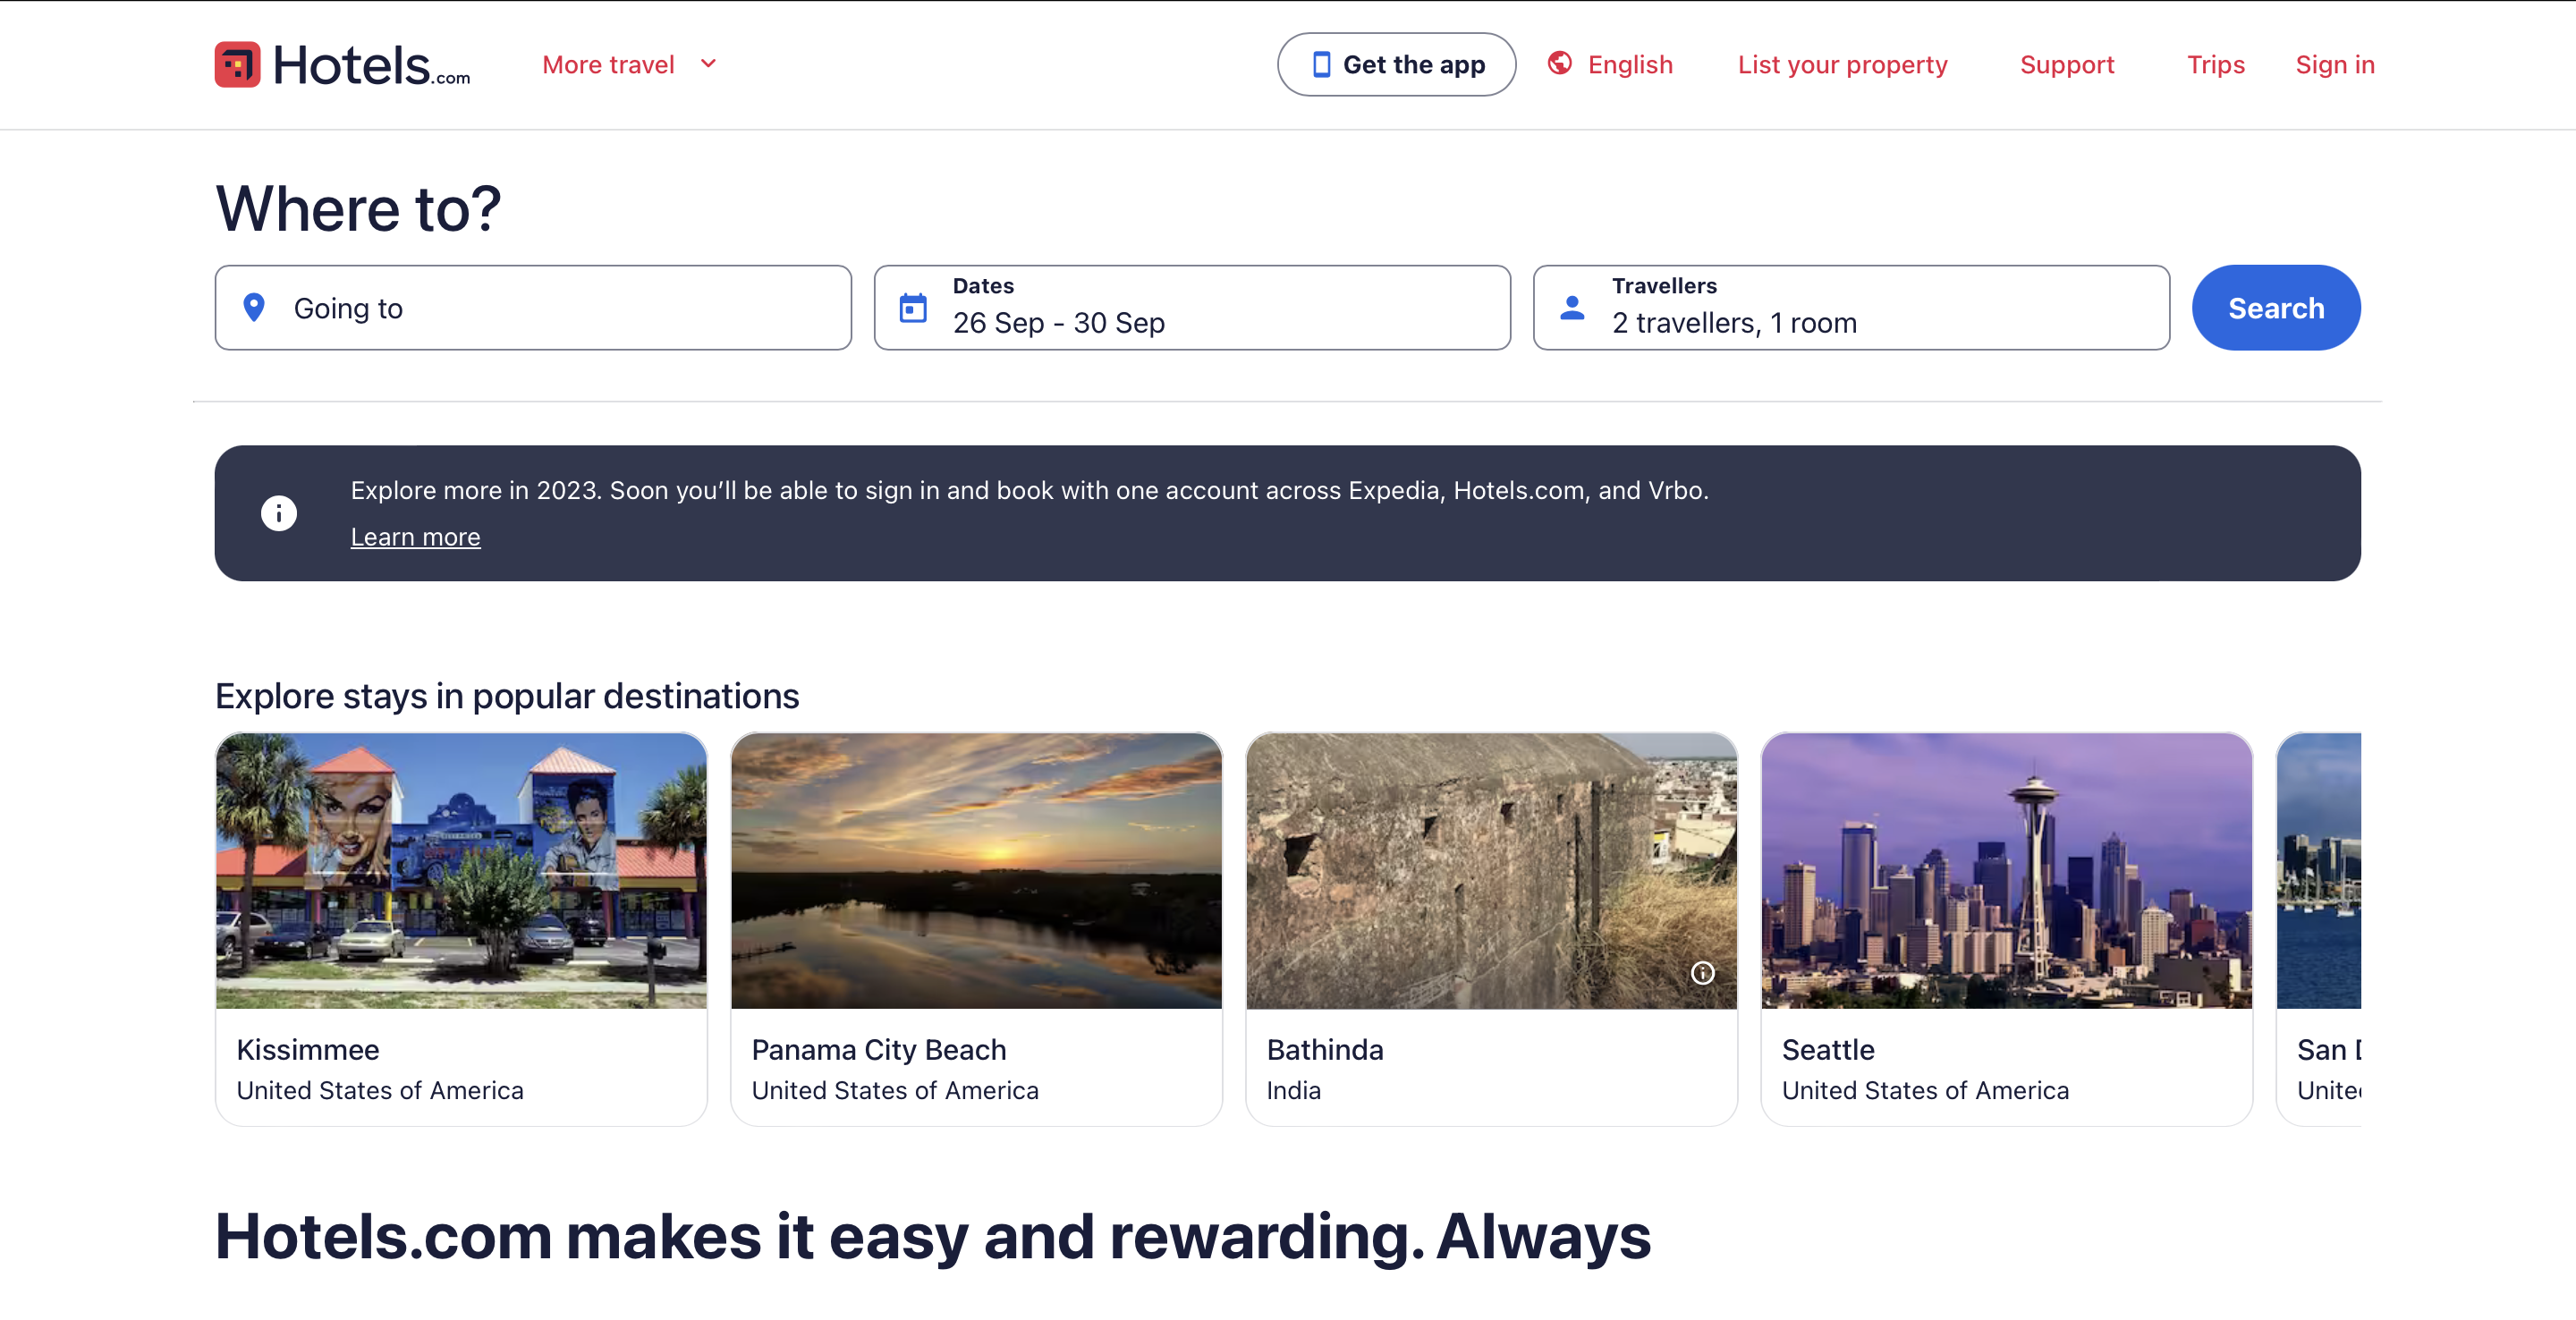 Hotels.com
More travel
Get the app
English
List your property
Support
Trips
Sign in
Where to?
Going to
Dates
26 Sep - 30 Sep
Travellers
2 travellers, 1 room
Search
Explore more in 2023. Soon you’ll be able to sign in and book with one account across Expedia, Hotels.com, and Vrbo.
Learn more
Explore stays in popular destinations
Kissimmee
United States of America
Panama City Beach
United States of America
Bathinda
India
Seattle
United States of America
San
Hotels.com makes it easy and rewarding. Always